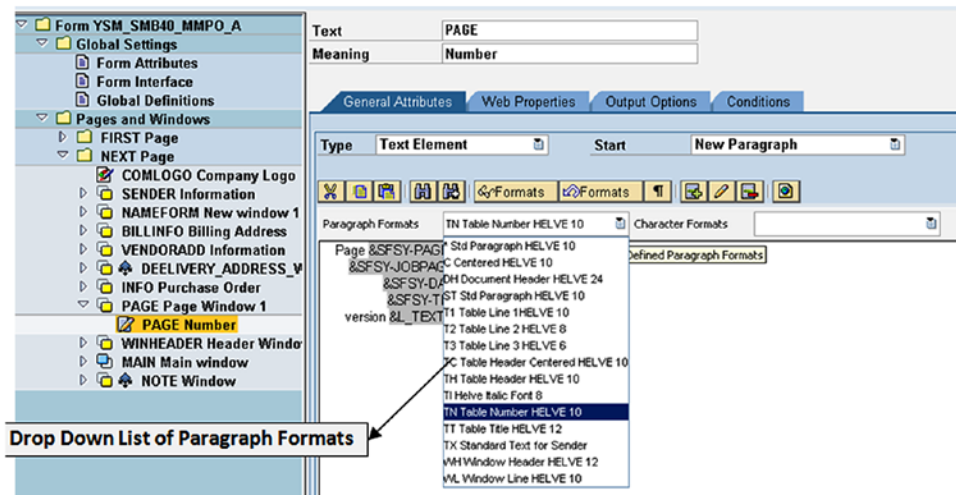 Form YSM_SMB40_MMPO_A
Global Settings
Form Attributes
Form Interface
Global Definitions
Pages and Windows
FIRST Page
NEXT Page
COMLOGO Company Logo
SENDER Information
NAMEFORM New window 1
BILLINFO Billing Address
VENDORADD Information
DEELIVERY_ADDRESS_W
INFO Purchase Order
PAGE Page Window 1
PAGE Number
WINHEADER Header Windo
MAIN Main window
NOTE Window
Text PAGE
Meaning Number
General Attributes Web Properties Output Options Conditions
Type Text Element Start New Paragraph
Formats Formats ¶
Paragraph Formats TN Table Number HELVE 10 Character Formats
Page &SFSY-PAG
&SFSY-JOBPAG
&SFSY-DA
&SFSY-TI
version &L_TEXT
* Std Paragraph HELVE 10
C Centered HELVE 10
Defined Paragraph Formats
DH Document Header HELVE 24
ST Std Paragraph HELVE 10
T1 Table Line 1HELVE 10
T2 Table Line 2 HELVE 8
T3 Table Line 3 HELVE 6
TC Table Header Centered HELVE 10
TH Table Header HELVE 10
TI Helve Italic Font 8
TN Table Number HELVE 10
TT Table Title HELVE 12
TX Standard Text for Sender
WH Window Header HELVE 12
WL Window Line HELVE 10
Drop Down List of Paragraph Formats